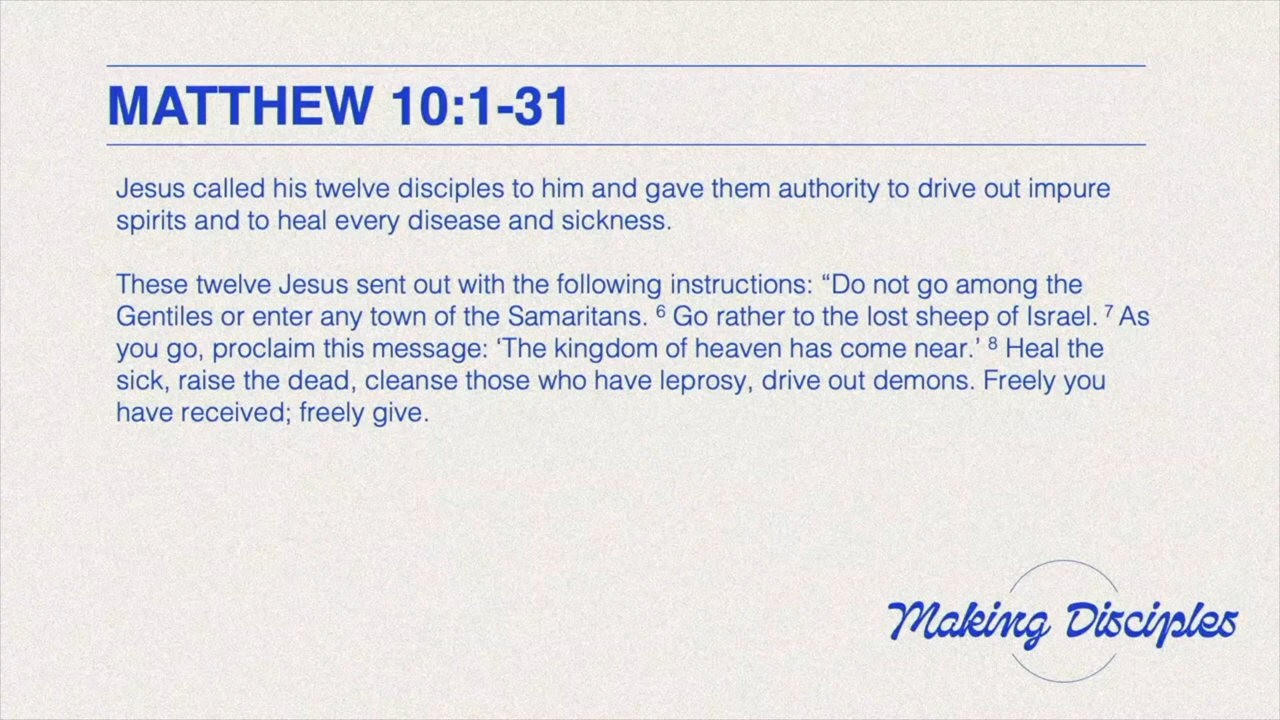 MATTHEW 10:1-31
Jesus called his twelve disciples to him and gave them authority to drive out impure
spirits and to heal every disease and sickness.
These twelve Jesus sent out with the following instructions: “Do not go among the
Gentiles or enter any town of the Samaritans. ⁶ Go rather to the lost sheep of Israel. ⁷ As
you go, proclaim this message: ‘The kingdom of heaven has come near.’ ⁸ Heal the
sick, raise the dead, cleanse those who have leprosy, drive out demons. Freely you
have received; freely give.
Making Disciples